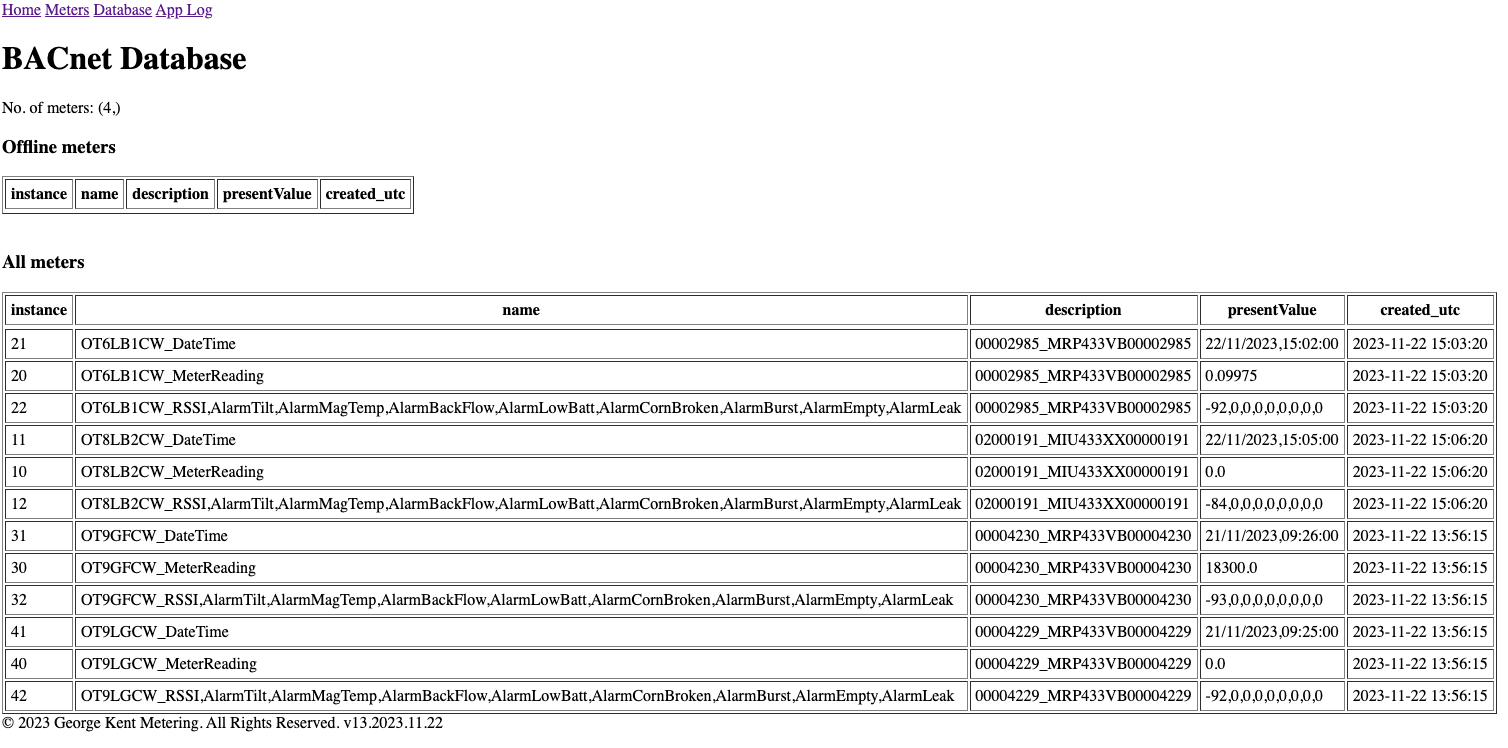 Home Meters Database App Log
BACnet Database
No. of meters: (4,)
Offline meters
instance name description presentValue created_utc
All meters
instance name description presentValue created_utc
21 OT6LB1CW_DateTime 00002985_MRP433VB00002985 22/11/2023,15:02:00 2023-11-22 15:03:20
20 OT6LB1CW_MeterReading 00002985_MRP433VB00002985 0.09975 2023-11-22 15:03:20
22 OT6LB1CW_RSSI,AlarmTilt,AlarmMagTemp,AlarmBackFlow,AlarmLowBatt,AlarmCornBroken,AlarmBurst,AlarmEmpty,AlarmLeak 00002985_MRP433VB00002985 -92,0,0,0,0,0,0,0,0 2023-11-22 15:03:20
11 OT8LB2CW_DateTime 02000191_MIU433XX00000191 22/11/2023,15:05:00 2023-11-22 15:06:20
10 OT8LB2CW_MeterReading 02000191_MIU433XX00000191 0.0 2023-11-22 15:06:20
12 OT8LB2CW_RSSI,AlarmTilt,AlarmMagTemp,AlarmBackFlow,AlarmLowBatt,AlarmCornBroken,AlarmBurst,AlarmEmpty,AlarmLeak 02000191_MIU433XX00000191 -84,0,0,0,0,0,0,0,0 2023-11-22 15:06:20
31 OT9GFCW_DateTime 00004230_MRP433VB00004230 21/11/2023,09:26:00 2023-11-22 13:56:15
30 OT9GFCW_MeterReading 00004230_MRP433VB00004230 18300.0 2023-11-22 13:56:15
32 OT9GFCW_RSSI,AlarmTilt,AlarmMagTemp,AlarmBackFlow,AlarmLowBatt,AlarmCornBroken,AlarmBurst,AlarmEmpty,AlarmLeak 00004230_MRP433VB00004230 -93,0,0,0,0,0,0,0,0 2023-11-22 13:56:15
41 OT9LGCW_DateTime 00004229_MRP433VB00004229 21/11/2023,09:25:00 2023-11-22 13:56:15
40 OT9LGCW_MeterReading 00004229_MRP433VB00004229 0.0 2023-11-22 13:56:15
42 OT9LGCW_RSSI,AlarmTilt,AlarmMagTemp,AlarmBackFlow,AlarmLowBatt,AlarmCornBroken,AlarmBurst,AlarmEmpty,AlarmLeak 00004229_MRP433VB00004229 -92,0,0,0,0,0,0,0,0 2023-11-22 13:56:15
© 2023 George Kent Metering. All Rights Reserved. v13.2023.11.22